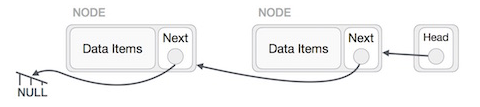 NODE
NODE
Data Items
Next
Data Items
Next
Head
NULL